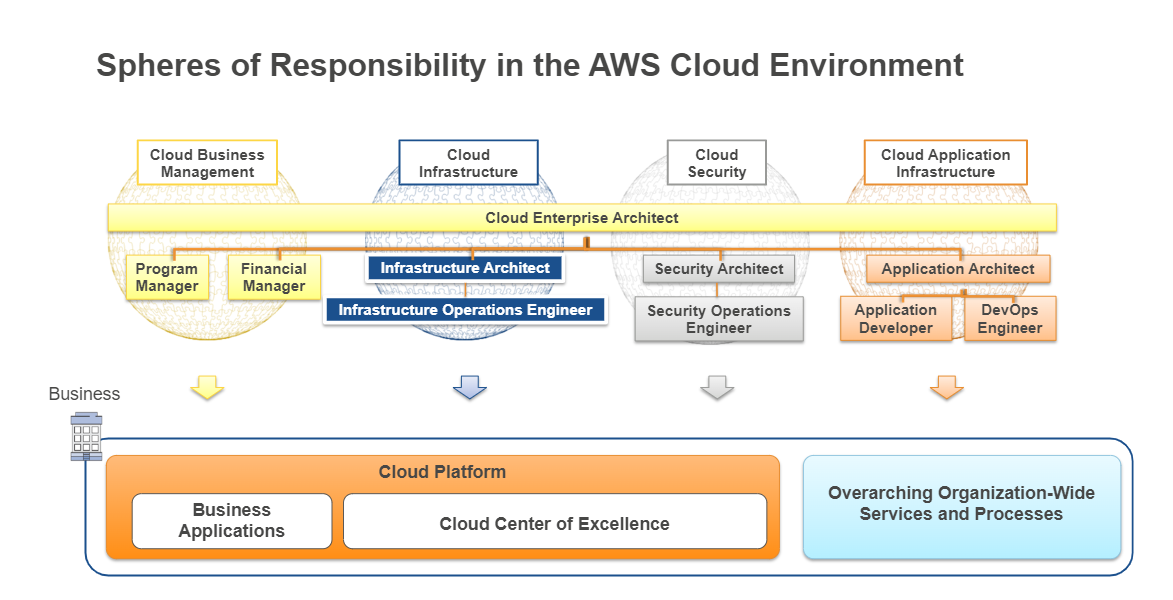 Spheres of Responsibility in the AWS Cloud Environment
Cloud Business
Management
Cloud
Infrastructure
Cloud
Security
Cloud Application
Infrastructure
Cloud Enterprise Architect
Program
Manager
Financial
Manager
Infrastructure Architect
Infrastructure Operations Engineer
Security Architect
Security Operations
Engineer
Application Architect
Application
Developer
DevOps
Engineer
Business
Cloud Platform
Business
Applications
Cloud Center of Excellence
Overarching Organization-Wide
Services and Processes